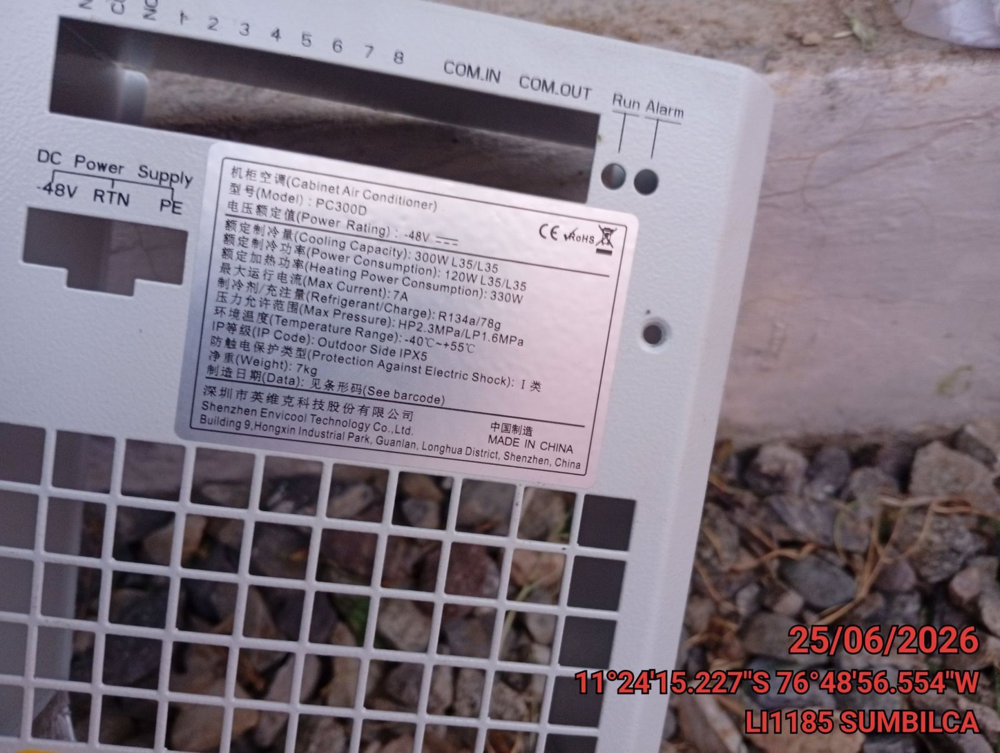 NC
1 2 3 4 5 6 7 8 COM.IN COM.OUT
Run Alarm
DC Power Supply
-48V RTN PE
机柜空调(Cabinet Air Conditioner)
型号(Model) : PC300D
电压额定值(Power Rating) : -48V
CE RoHS
额定制冷量(Cooling Capacity): 300W L35/L35
额定制冷功率(Power Consumption): 120W L35/L35
额定加热功率(Heating Power Consumption): 330W
最大运行电流(Max Current): 7A
制冷剂/充注量(Refrigerant/Charge): R134a/78g
压力允许范围(Max Pressure): HP2.3MPa/LP1.6MPa
环境温度(Temperature Range): -40℃~+55℃
IP等级(IP Code): Outdoor Side IPX5
防触电保护类型(Protection Against Electric Shock): I 类
净重(Weight): 7kg
制造日期(Data): 见条形码(See barcode)
深圳市英维克科技股份有限公司
Shenzhen Envicool Technology Co.,Ltd.
中国制造
MADE IN CHINA
Building 9,Hongxin Industrial Park, Guanlan, Longhua District, Shenzhen, China
25/06/2026
11°24'15.227"S 76°48'56.554"W
LI1185 SUMBILCA